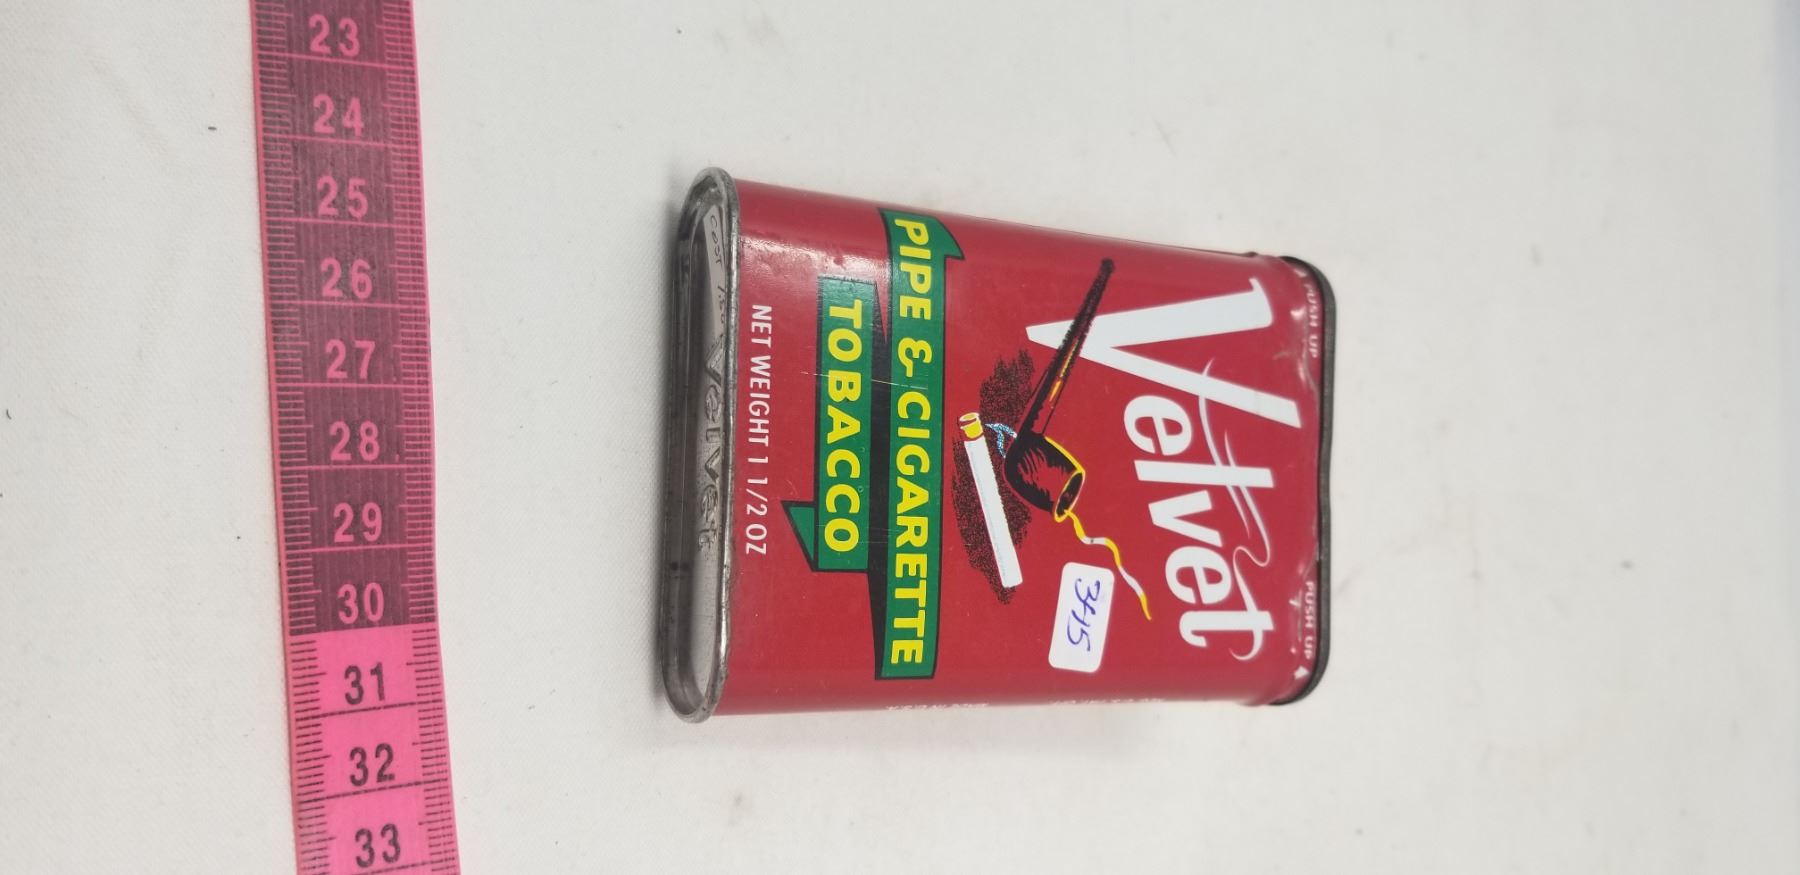 23
24
25
26
27
28
29
30
31
32
33
PUSH UP
PUSH UP
Velvet
3415
PIPE & CIGARETTE
TOBACCO
NET WEIGHT 1 1/2 OZ
Velvet